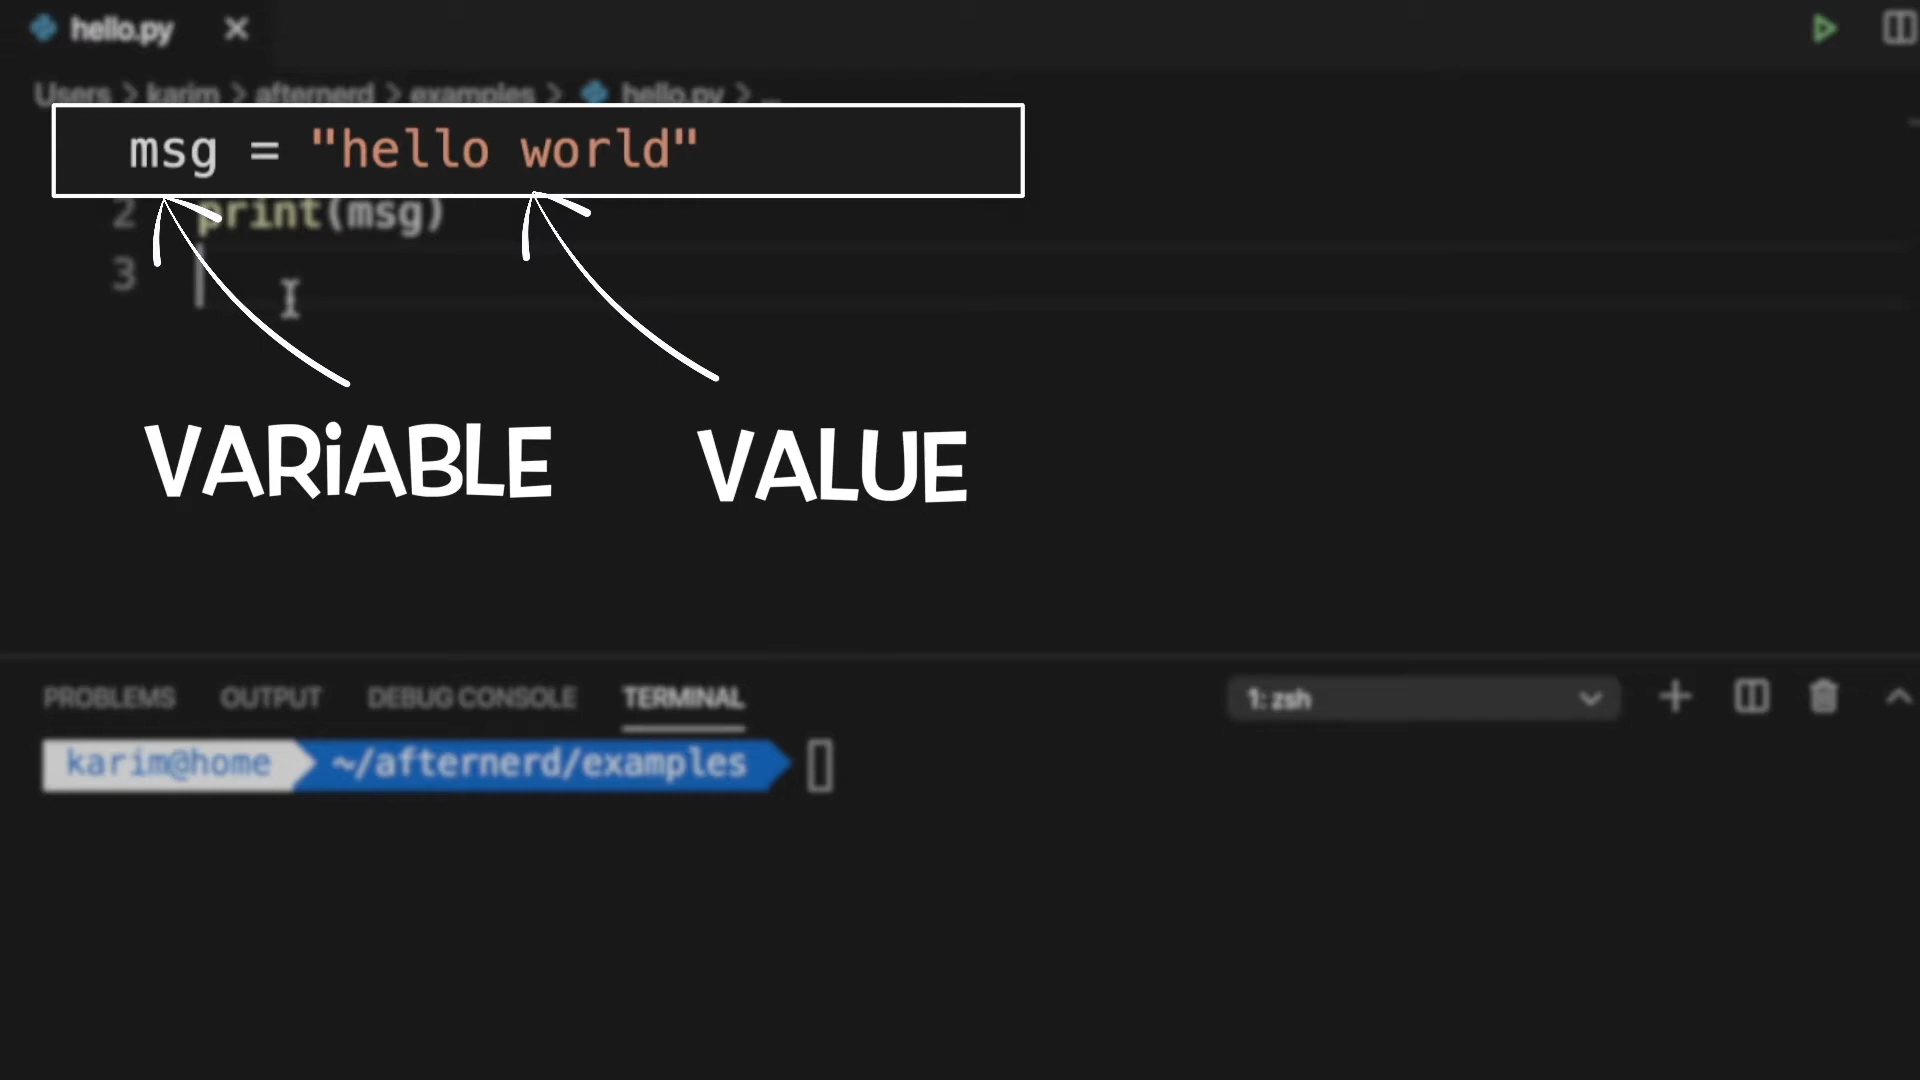 hello.py
Users > karim > afternerd > examples > hello.py > ...
msg = "hello world"
2 print(msg)
3
VARiABLE VALUE
PROBLEMS OUTPUT DEBUG CONSOLE TERMINAL 1: zsh
karim@home ~/afternerd/examples